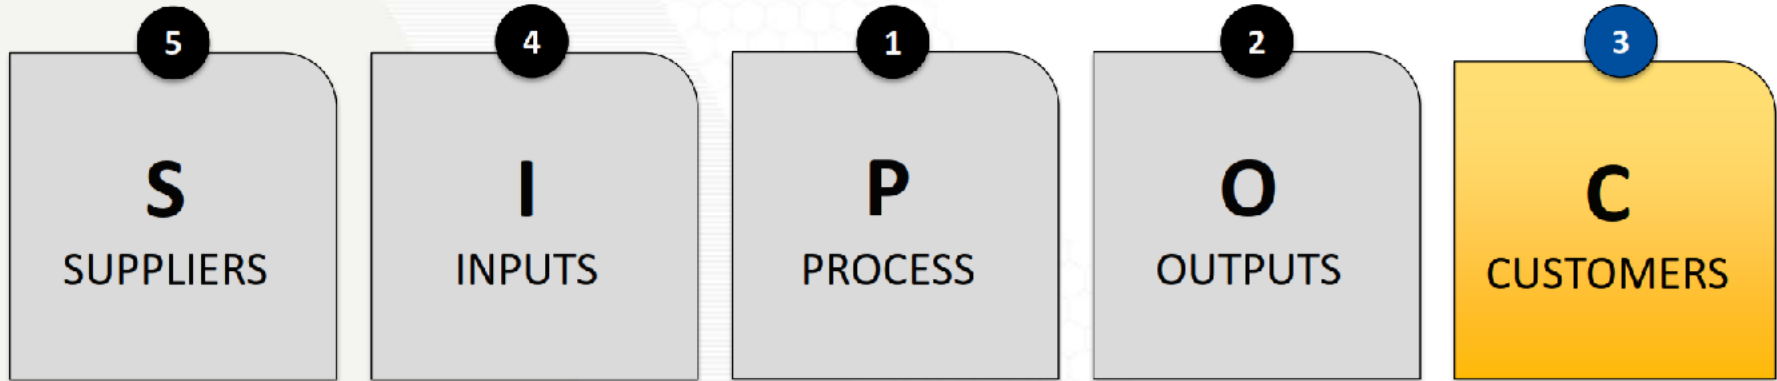 5
S
SUPPLIERS
4
I
INPUTS
1
P
PROCESS
2
O
OUTPUTS
3
C
CUSTOMERS